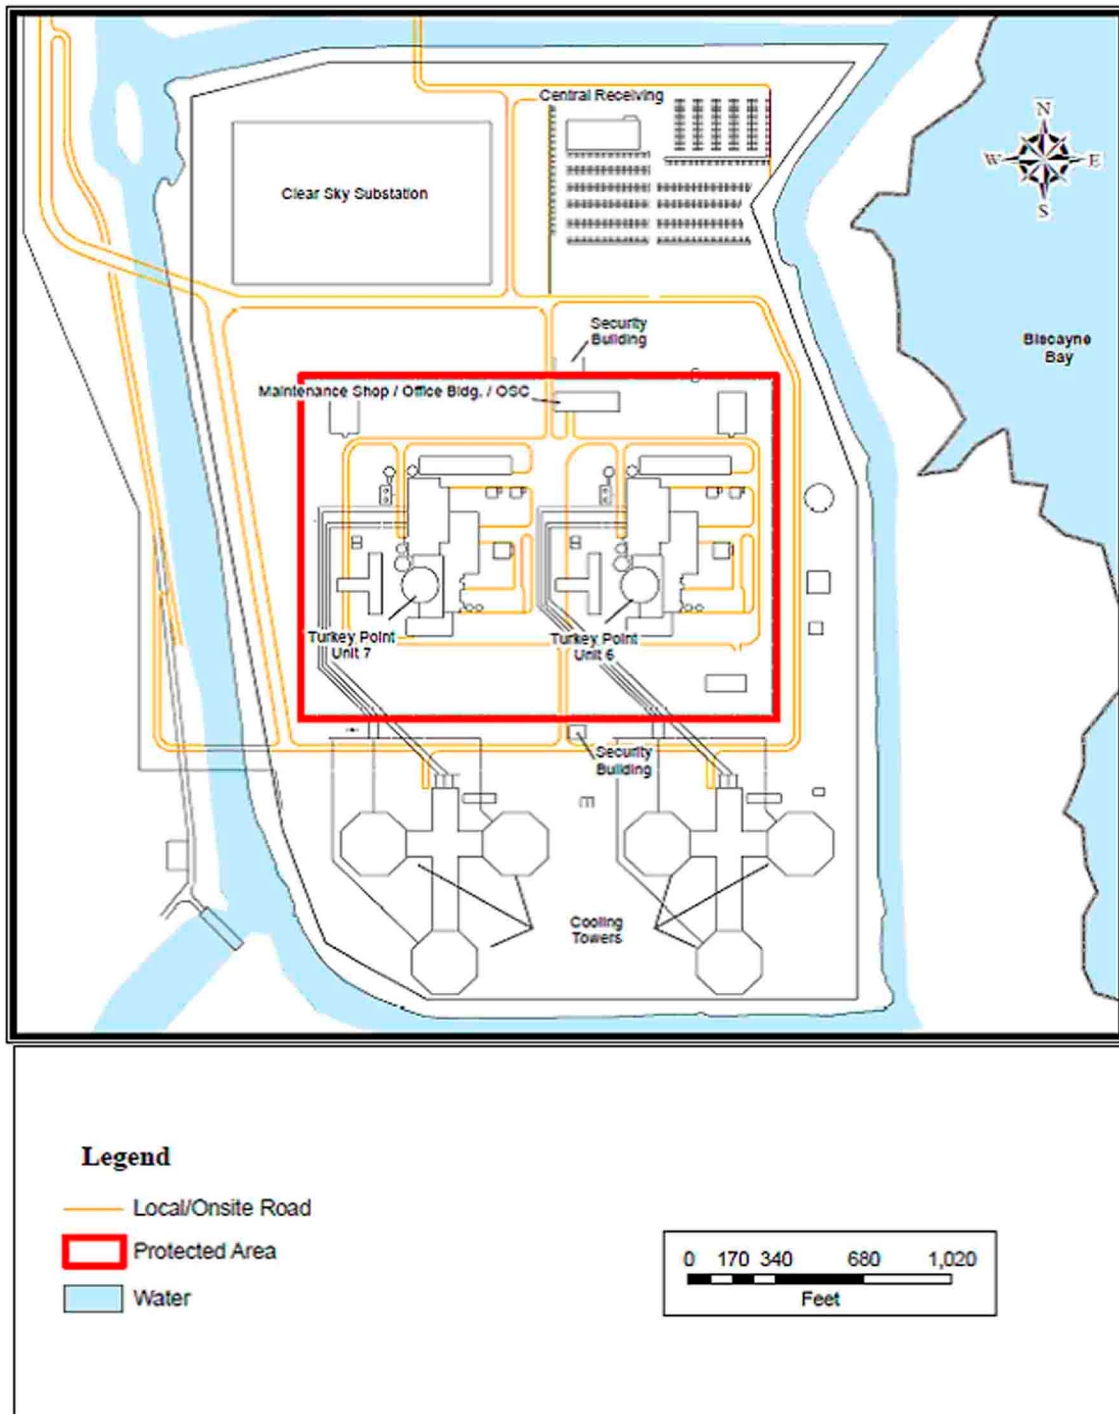 Central Receiving
Clear Sky Substation
N
W
E
S
Security
Building
Biscayne
Bay
Maintenance Shop / Office Bldg. / OSC
Turkey Point
Unit 7
Turkey Point
Unit 6
Security
Building
Cooling
Towers
Legend
Local/Onsite Road
Protected Area
Water
0 170 340 680 1,020
Feet